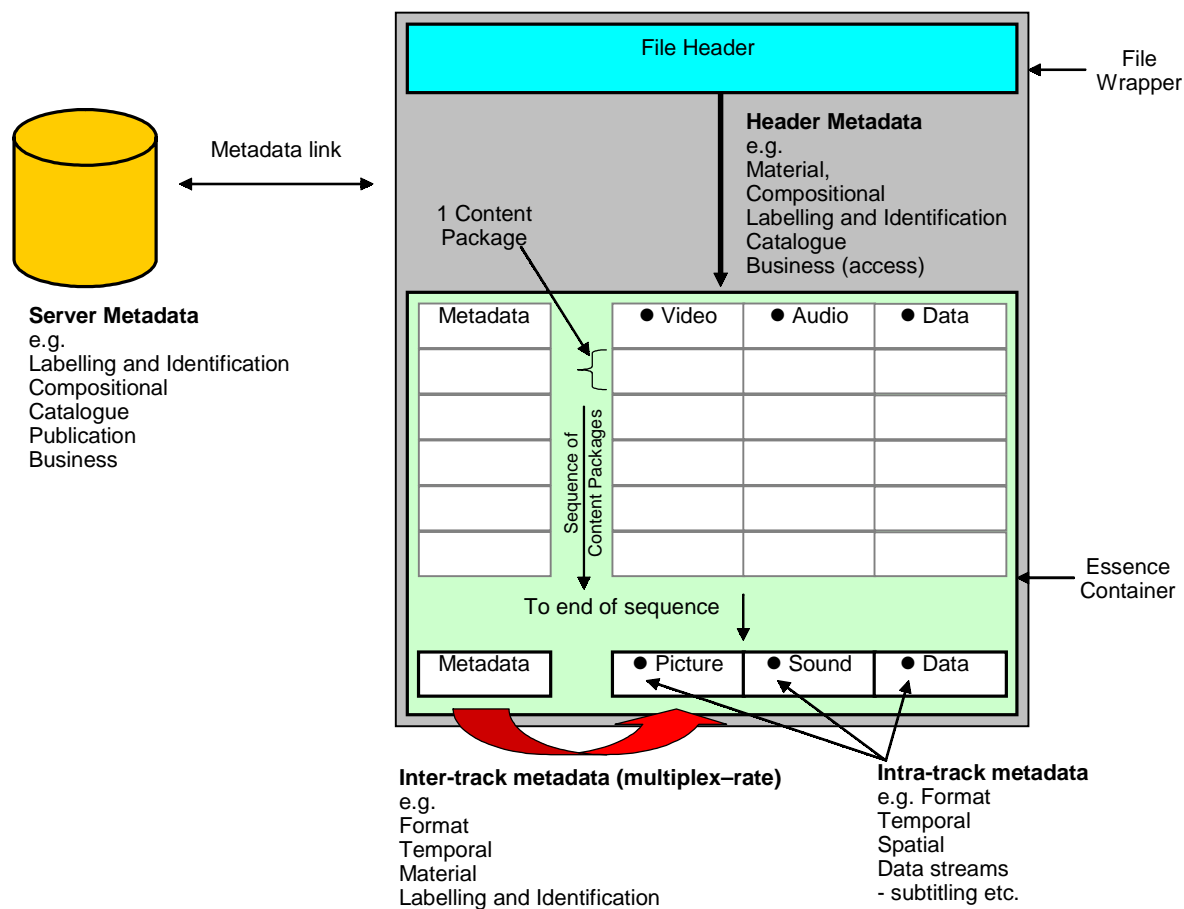 File Header
File
Wrapper
Metadata link
Header Metadata
e.g.
Material,
Compositional
Labelling and Identification
Catalogue
Business (access)
1 Content
Package
Server Metadata
e.g.
Labelling and Identification
Compositional
Catalogue
Publication
Business
Metadata
● Video
● Audio
● Data
Sequence of
Content Packages
Essence
Container
To end of sequence
Metadata
● Picture
● Sound
● Data
Inter-track metadata (multiplex–rate)
e.g.
Format
Temporal
Material
Labelling and Identification
Intra-track metadata
e.g. Format
Temporal
Spatial
Data streams
- subtitling etc.